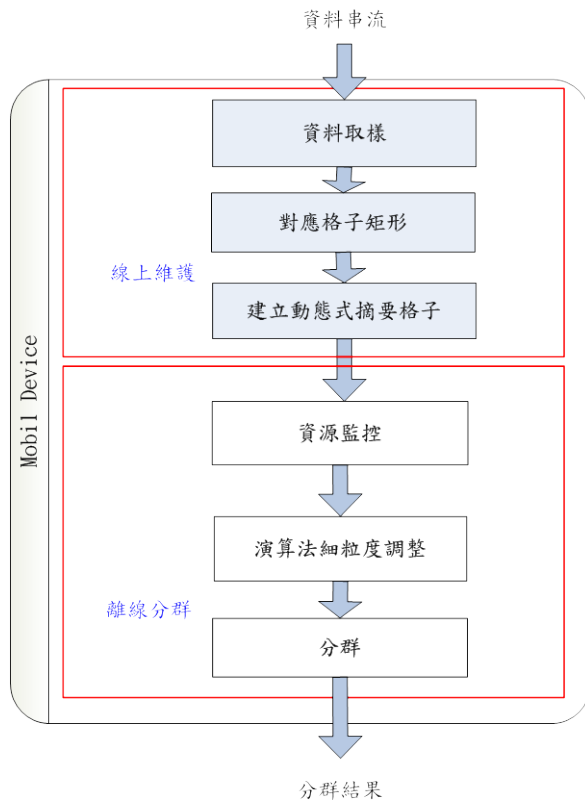 資料串流
資料取樣
對應格子矩形
線上維護
建立動態式摘要格子
Mobil Device
資源監控
演算法細粒度調整
離線分群
分群
分群結果